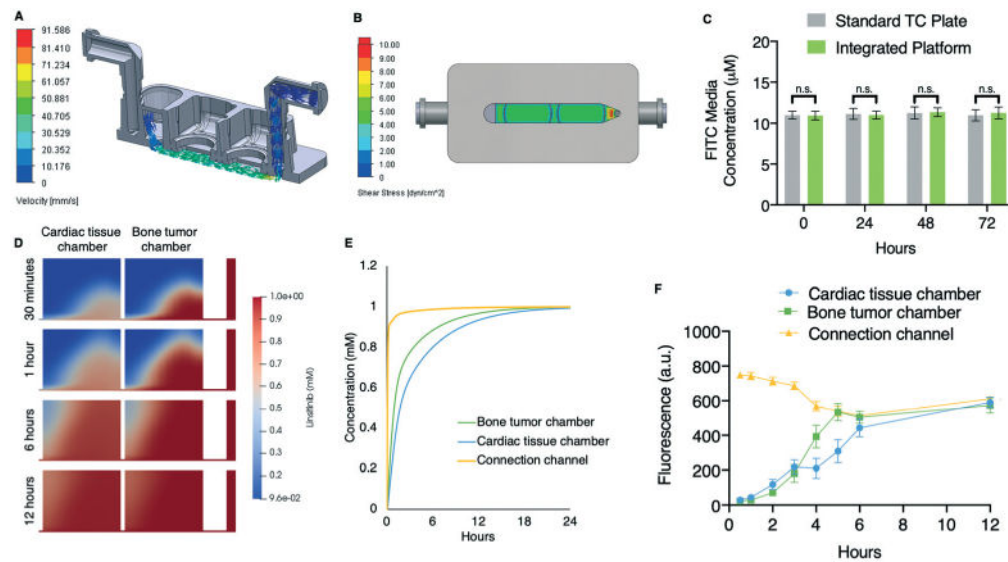 A
91.586
81.410
71.234
61.057
50.881
40.705
30.529
20.352
10.176
0
Velocity [mm/s]
B
10.00
9.00
8.00
7.00
6.00
5.00
4.00
3.00
2.00
1.00
0
Shear Stress [dyn/cm^2]
C
Standard TC Plate
Integrated Platform
FITC Media
Concentration (μM)
20
15
10
5
0
n.s.
n.s.
n.s.
n.s.
0
24
48
72
Hours
D
Cardiac tissue
chamber
Bone tumor
chamber
30 minutes
1 hour
6 hours
12 hours
1.0e+00
0.9
0.8
0.7
0.6
0.5
0.4
0.3
0.2
9.6e-02
Linsitinib (mM)
E
Concentration (mM)
1.2
1
0.8
0.6
0.4
0.2
0
Bone tumor chamber
Cardiac tissue chamber
Connection channel
0
6
12
18
24
Hours
F
Cardiac tissue chamber
Bone tumor chamber
Connection channel
Fluorescence (a.u.)
1000
800
600
400
200
0
0
2
4
6
8
10
12
Hours